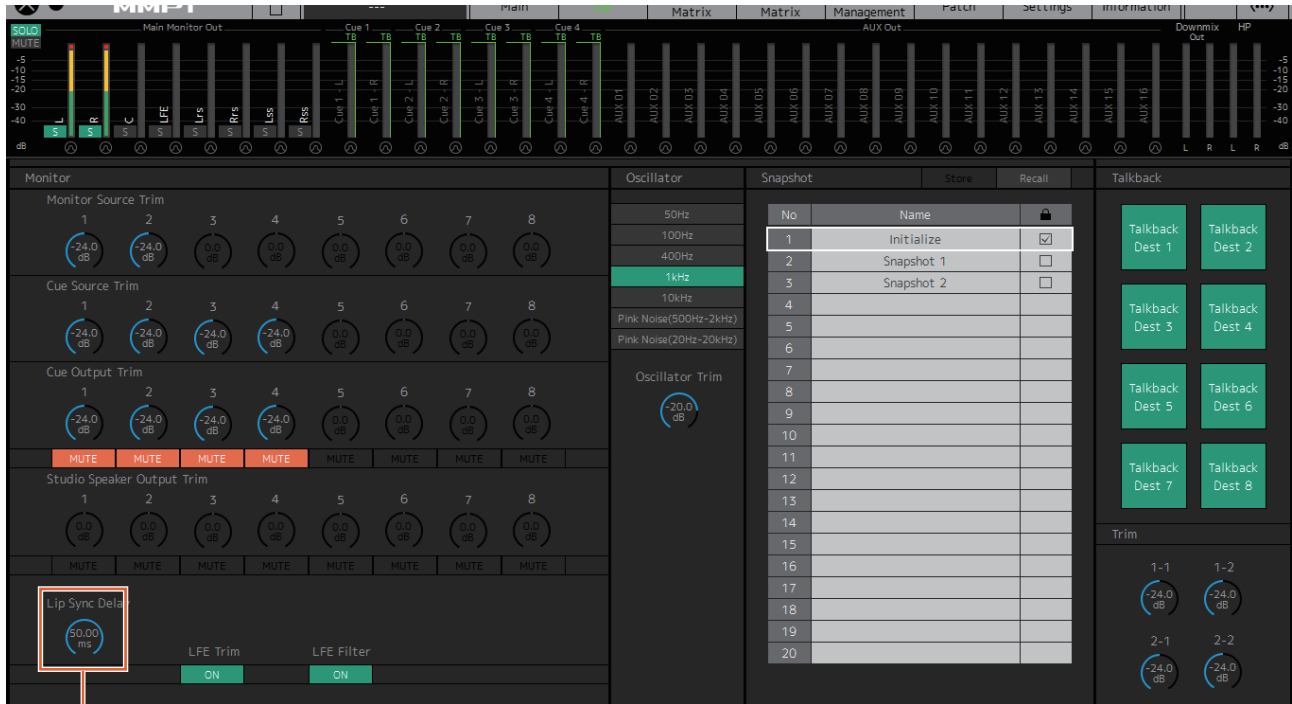 MMP1
---
Main
Matrix
Matrix
Management
Patch
Settings
Information
SOLO
MUTE
Main Monitor Out
Cue 1
Cue 2
Cue 3
Cue 4
AUX Out
Downmix Out
HP
TB TB TB TB TB TB TB TB
-5
-10
-15
-20
-30
-40
dB
L R C LFE Lrs Rrs Lss Rss
S S S S S S S S
Cue 1 - L Cue 1 - R Cue 2 - L Cue 2 - R Cue 3 - L Cue 3 - R Cue 4 - L Cue 4 - R
AUX 01 AUX 02 AUX 03 AUX 04 AUX 05 AUX 06 AUX 07 AUX 08 AUX 09 AUX 10 AUX 11 AUX 12 AUX 13 AUX 14 AUX 15 AUX 16
L R L R
-5
-10
-15
-20
-30
-40
dB
Monitor
Monitor Source Trim
1 2 3 4 5 6 7 8
-24.0 dB -24.0 dB 0.0 dB 0.0 dB 0.0 dB 0.0 dB 0.0 dB 0.0 dB
Cue Source Trim
1 2 3 4 5 6 7 8
-24.0 dB -24.0 dB -24.0 dB -24.0 dB 0.0 dB 0.0 dB 0.0 dB 0.0 dB
Cue Output Trim
1 2 3 4 5 6 7 8
-24.0 dB -24.0 dB -24.0 dB -24.0 dB 0.0 dB 0.0 dB 0.0 dB 0.0 dB
MUTE MUTE MUTE MUTE MUTE MUTE MUTE MUTE
Studio Speaker Output Trim
1 2 3 4 5 6 7 8
0.0 dB 0.0 dB 0.0 dB 0.0 dB 0.0 dB 0.0 dB 0.0 dB 0.0 dB
MUTE MUTE MUTE MUTE MUTE MUTE MUTE MUTE
Lip Sync Delay
50.00 ms
LFE Trim
ON
LFE Filter
ON
Oscillator
50Hz
100Hz
400Hz
1kHz
10kHz
Pink Noise(500Hz-2kHz)
Pink Noise(20Hz-20kHz)
Oscillator Trim
-20.0 dB
Snapshot
Store
Recall
No Name
1 Initialize
2 Snapshot 1
3 Snapshot 2
4
5
6
7
8
9
10
11
12
13
14
15
16
17
18
19
20
Talkback
Talkback Dest 1
Talkback Dest 2
Talkback Dest 3
Talkback Dest 4
Talkback Dest 5
Talkback Dest 6
Talkback Dest 7
Talkback Dest 8
Trim
1-1 1-2
-24.0 dB -24.0 dB
2-1 2-2
-24.0 dB -24.0 dB